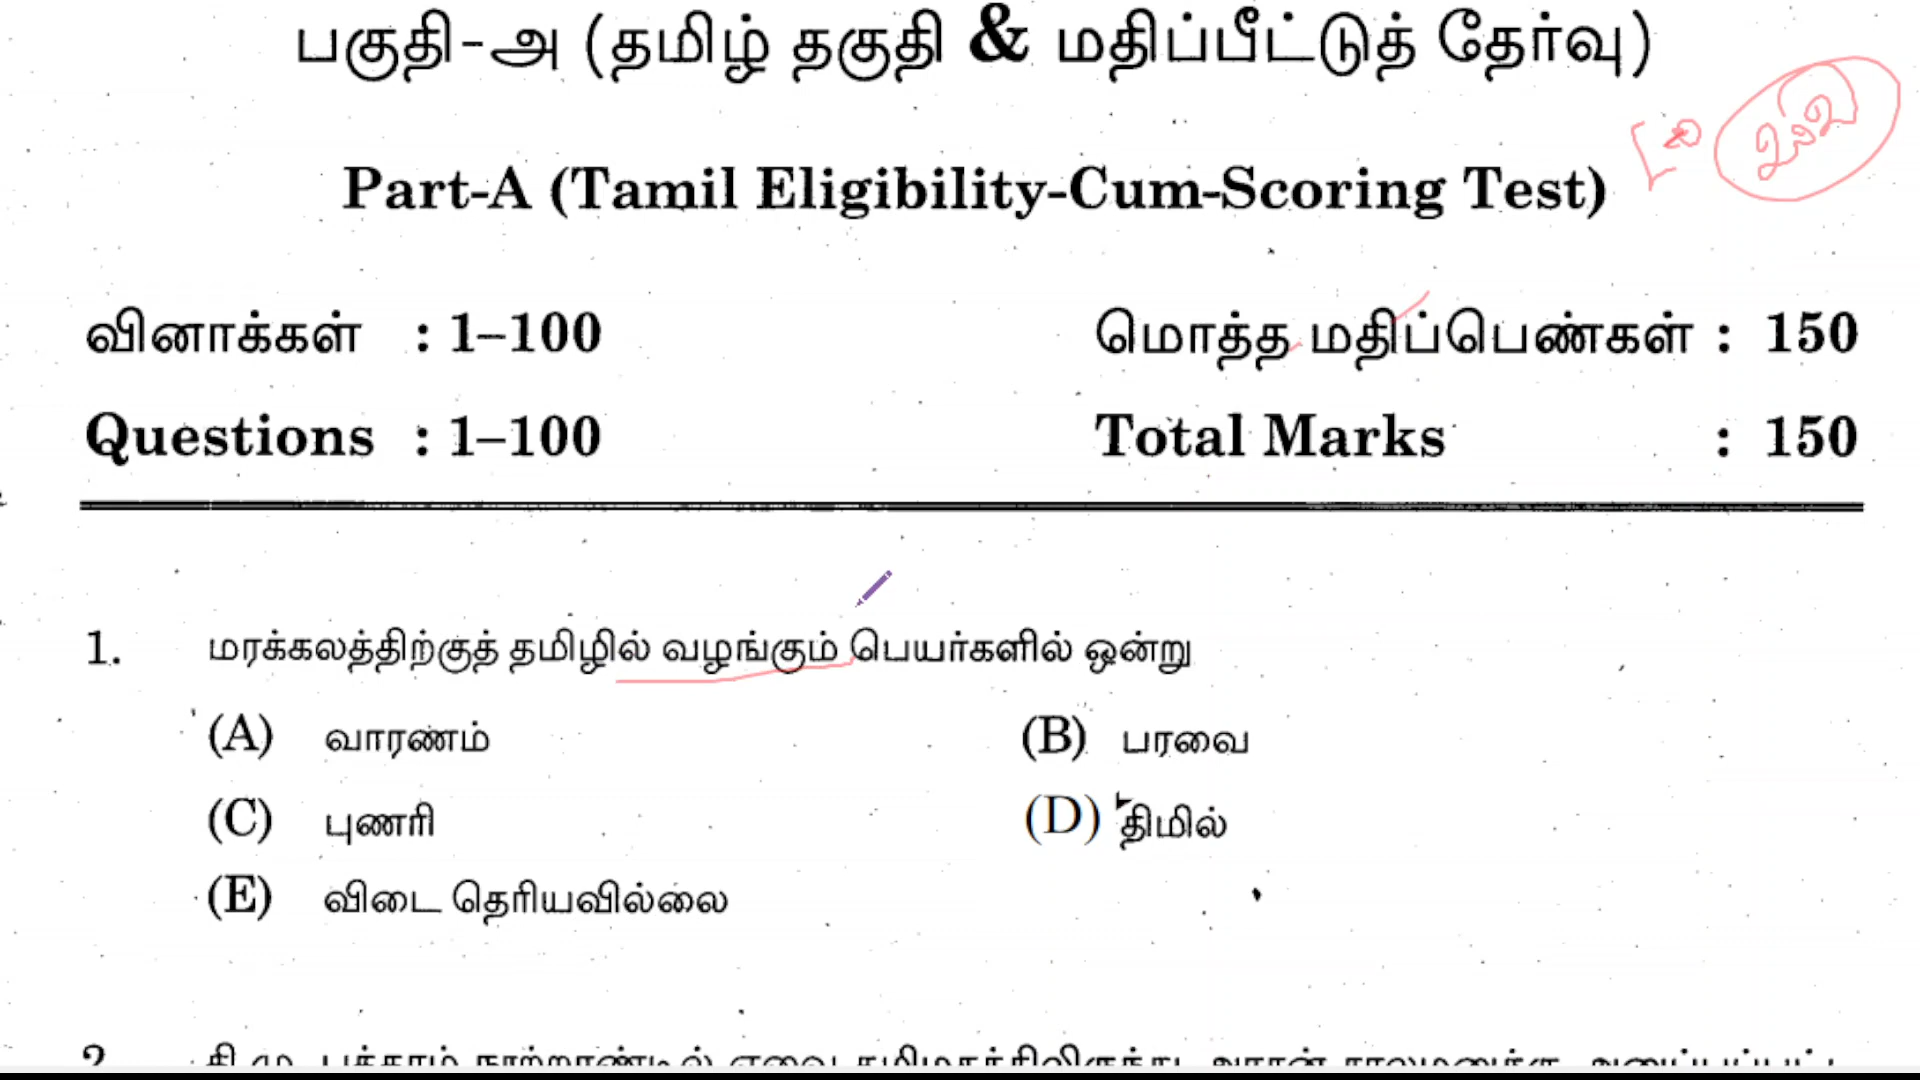 பகுதி-அ (தமிழ் தகுதி & மதிப்பீட்டுத் தேர்வு)
Part-A (Tamil Eligibility-Cum-Scoring Test)
வினாக்கள் : 1–100 மொத்த மதிப்பெண்கள் : 150
Questions : 1–100 Total Marks : 150
1. மரக்கலத்திற்குத் தமிழில் வழங்கும் பெயர்களில் ஒன்று
(A) வாரணம் (B) பரவை
(C) புணரி (D) திமில்
(E) விடை தெரியவில்லை